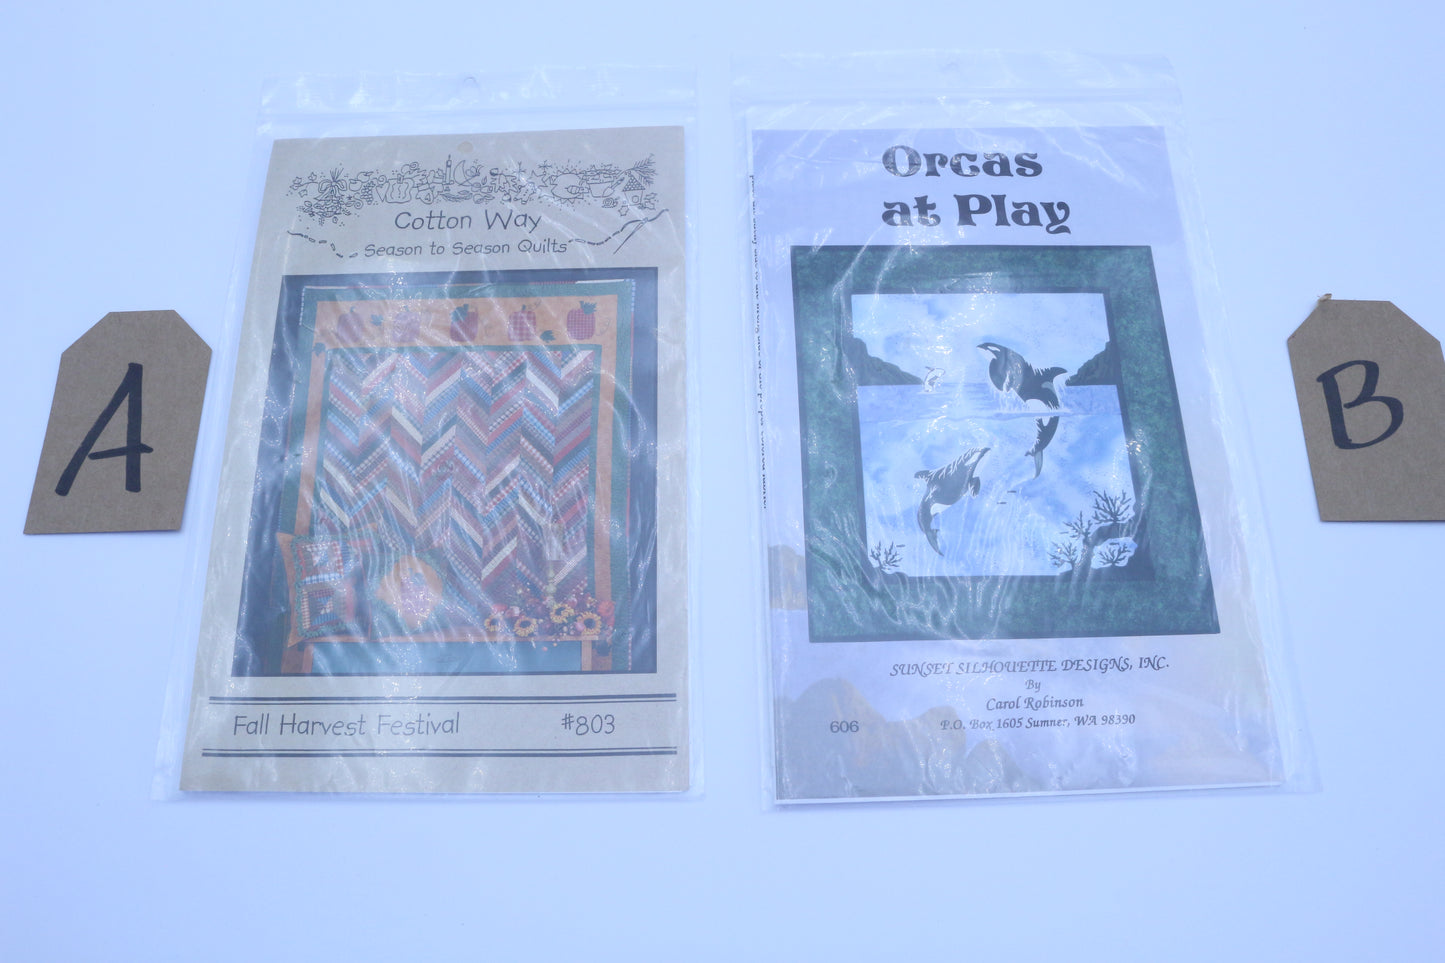 A
Cotton Way
Season to Season Quilts
Fall Harvest Festival #803
Orcas
at Play
SUNSET SILHOUETTE DESIGNS, INC.
By
Carol Robinson
606 P.O. Box 1605 Sumner, WA 98390
B